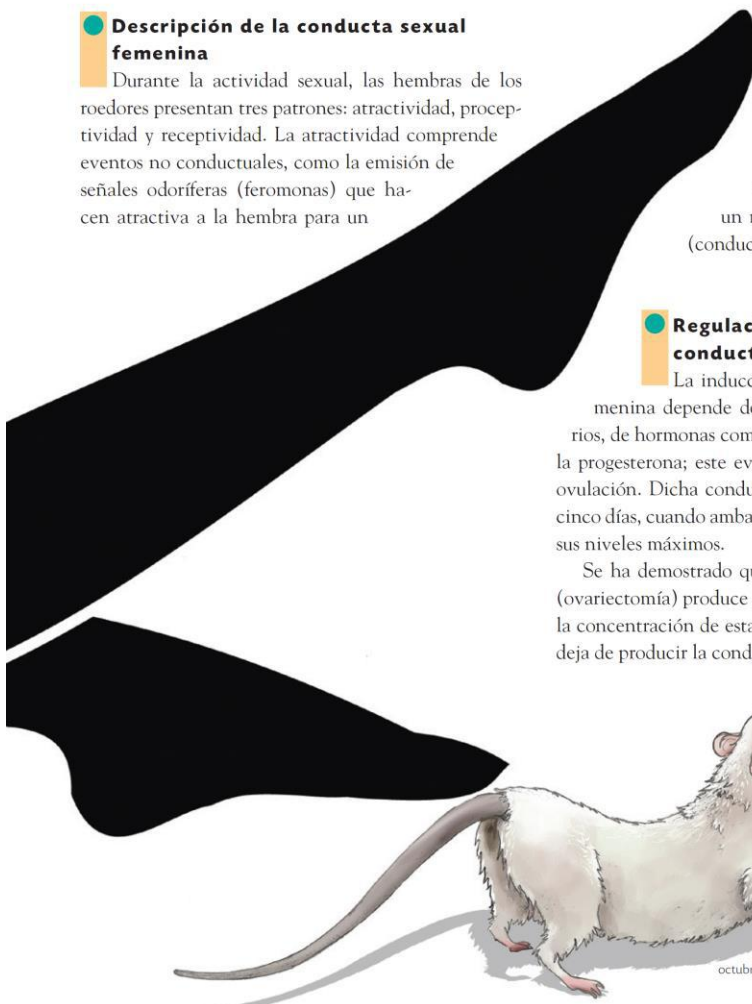 Descripción de la conducta sexual
femenina
Durante la actividad sexual, las hembras de los
roedores presentan tres patrones: atractividad, procep-
tividad y receptividad. La atractividad comprende
eventos no conductuales, como la emisión de
señales odoríferas (feromonas) que ha-
cen atractiva a la hembra para un
un
(conduc
Regulac
conduct
La inducc
menina depende de
rios, de hormonas com
la progesterona; este ev
ovulación. Dicha condu
cinco días, cuando amba
sus niveles máximos.
Se ha demostrado qu
(ovariectomía) produce
la concentración de esta
deja de producir la cond
octubr